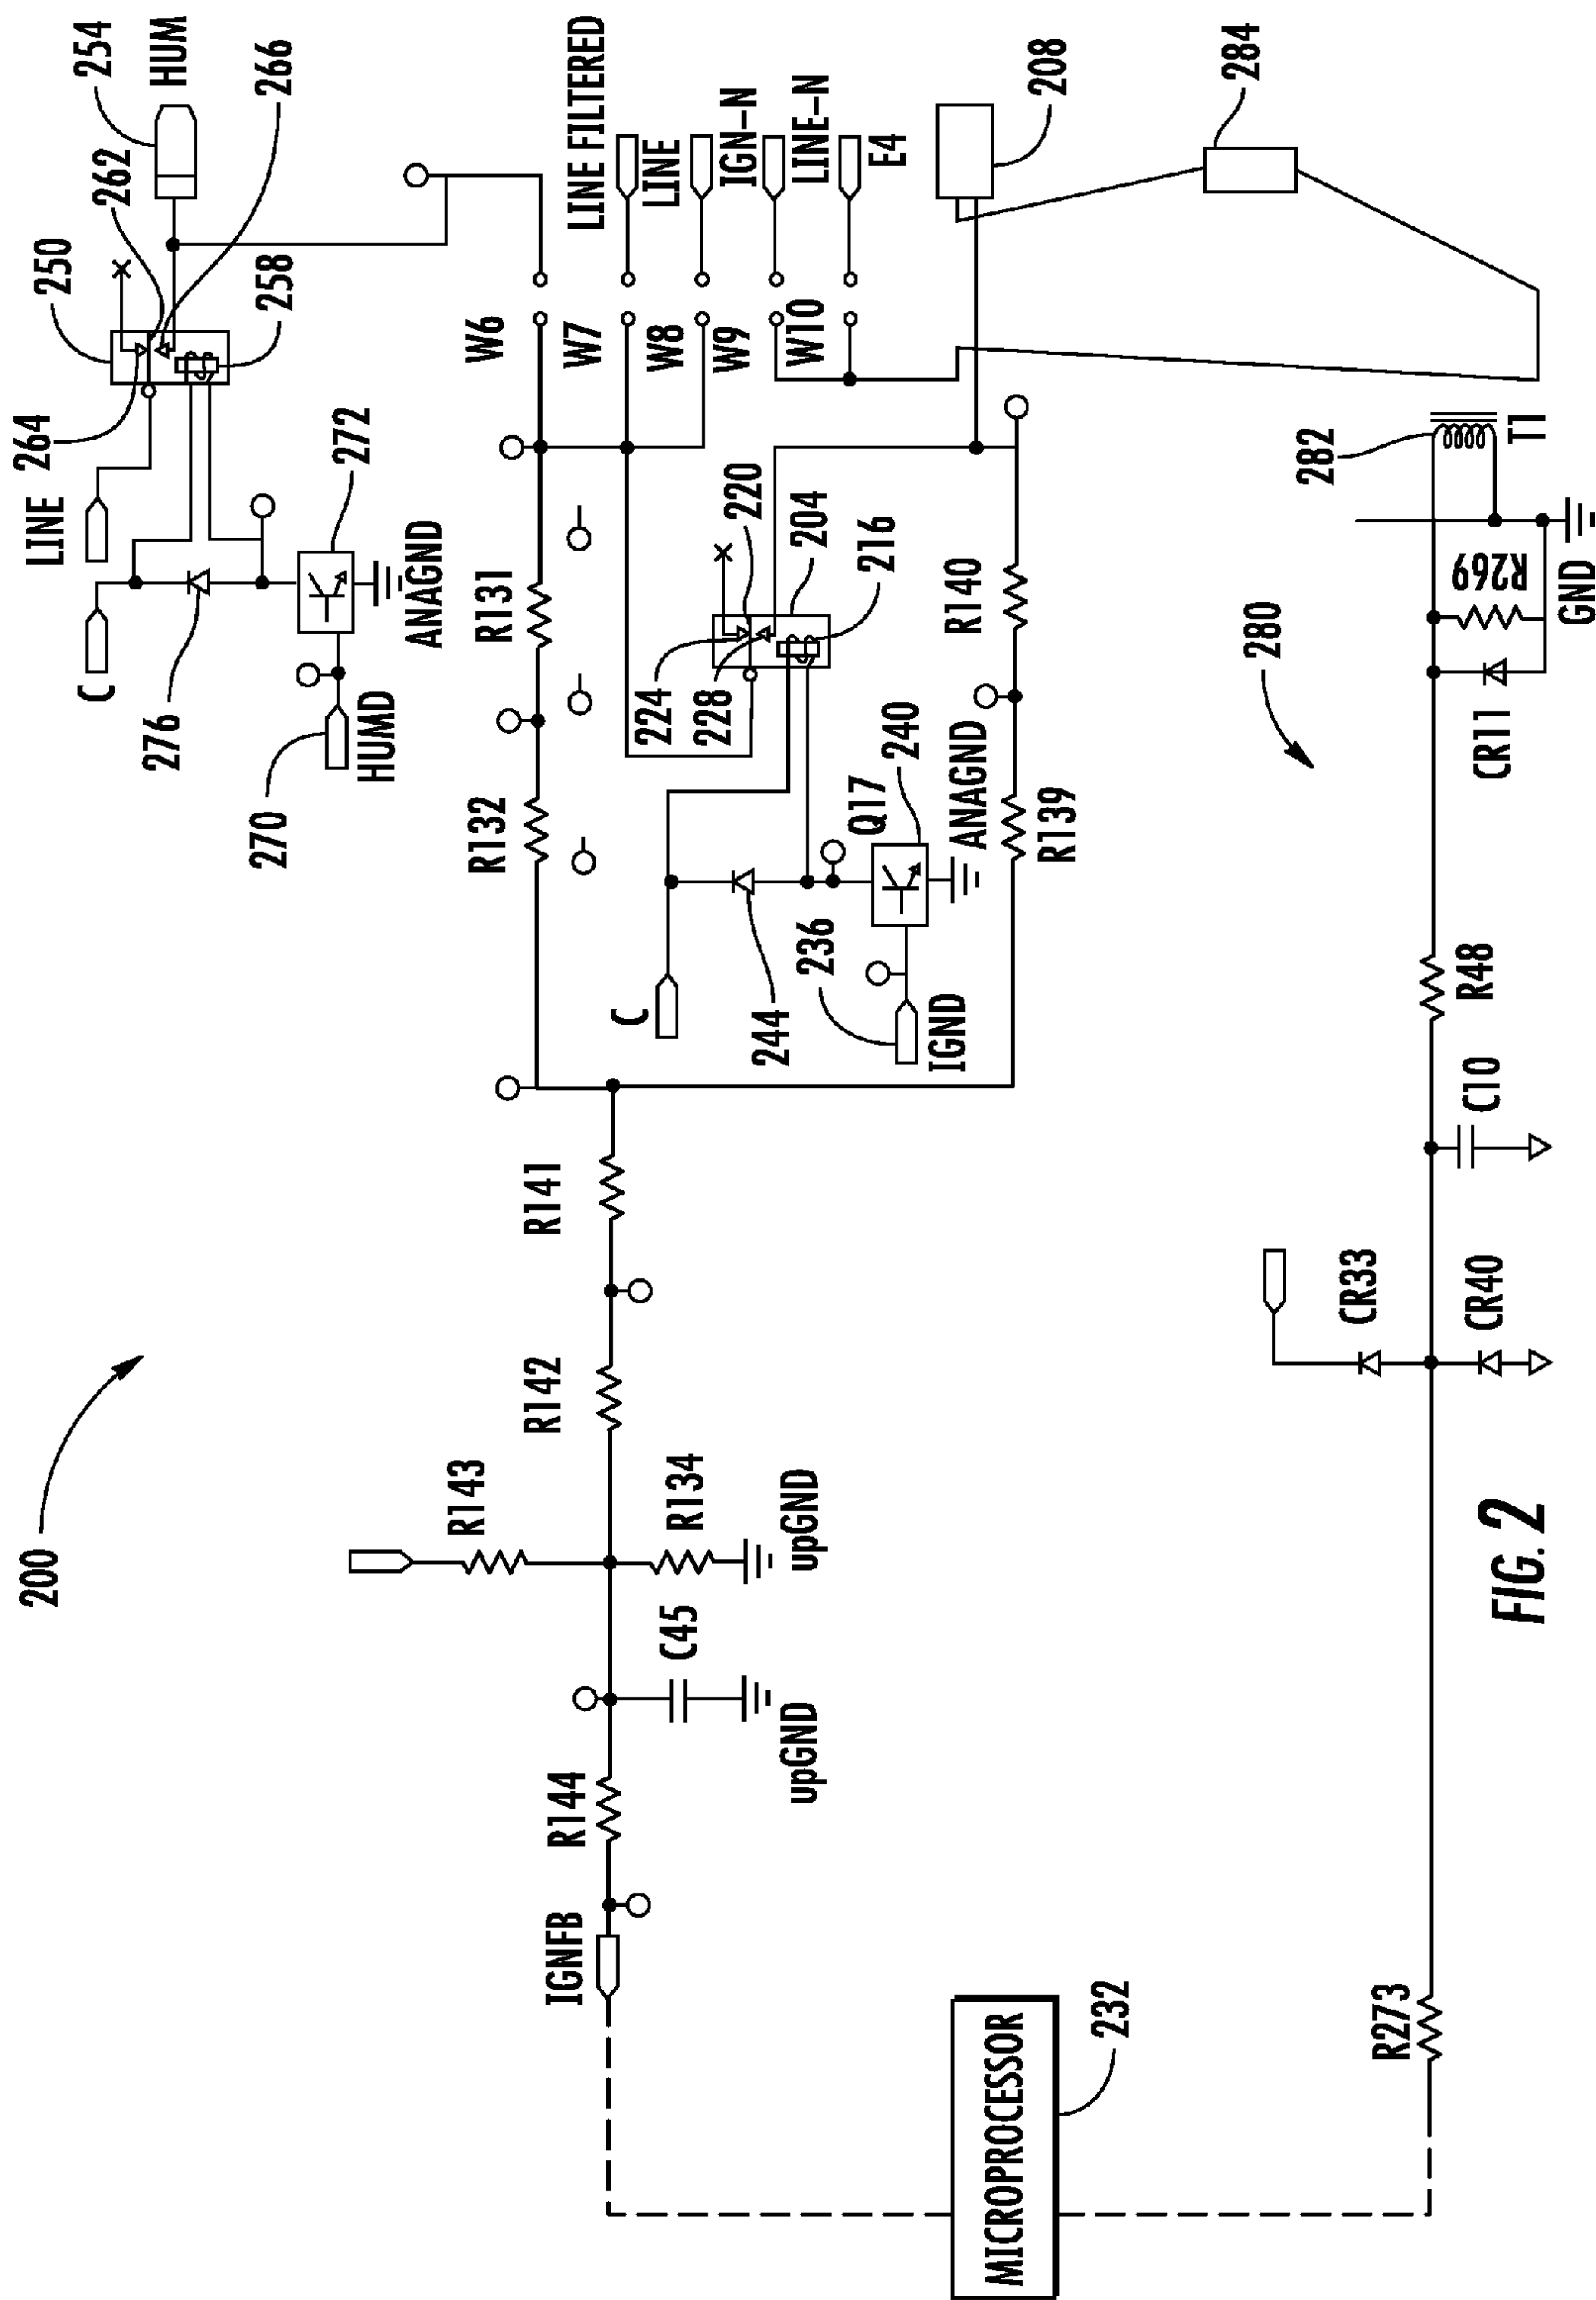 200
LINE 264
250
262
254
HUM
266
258
C
276
272
270
HUMD
ANAGND
LINE FILTERED
LINE
IGN-N
LINE-N
E4
W6
W7
W8
W9
W10
208
284
R132
R131
220
204
216
224
228
C
244
236
IGND
Q17
240
ANAGND
R139
R140
R141
R142
R143
R134
upGND
C45
upGND
R144
IGNFB
MICROPROCESSOR
232
280
282
T1
R269
GND
CR11
R48
C10
CR33
CR40
R273
FIG. 2